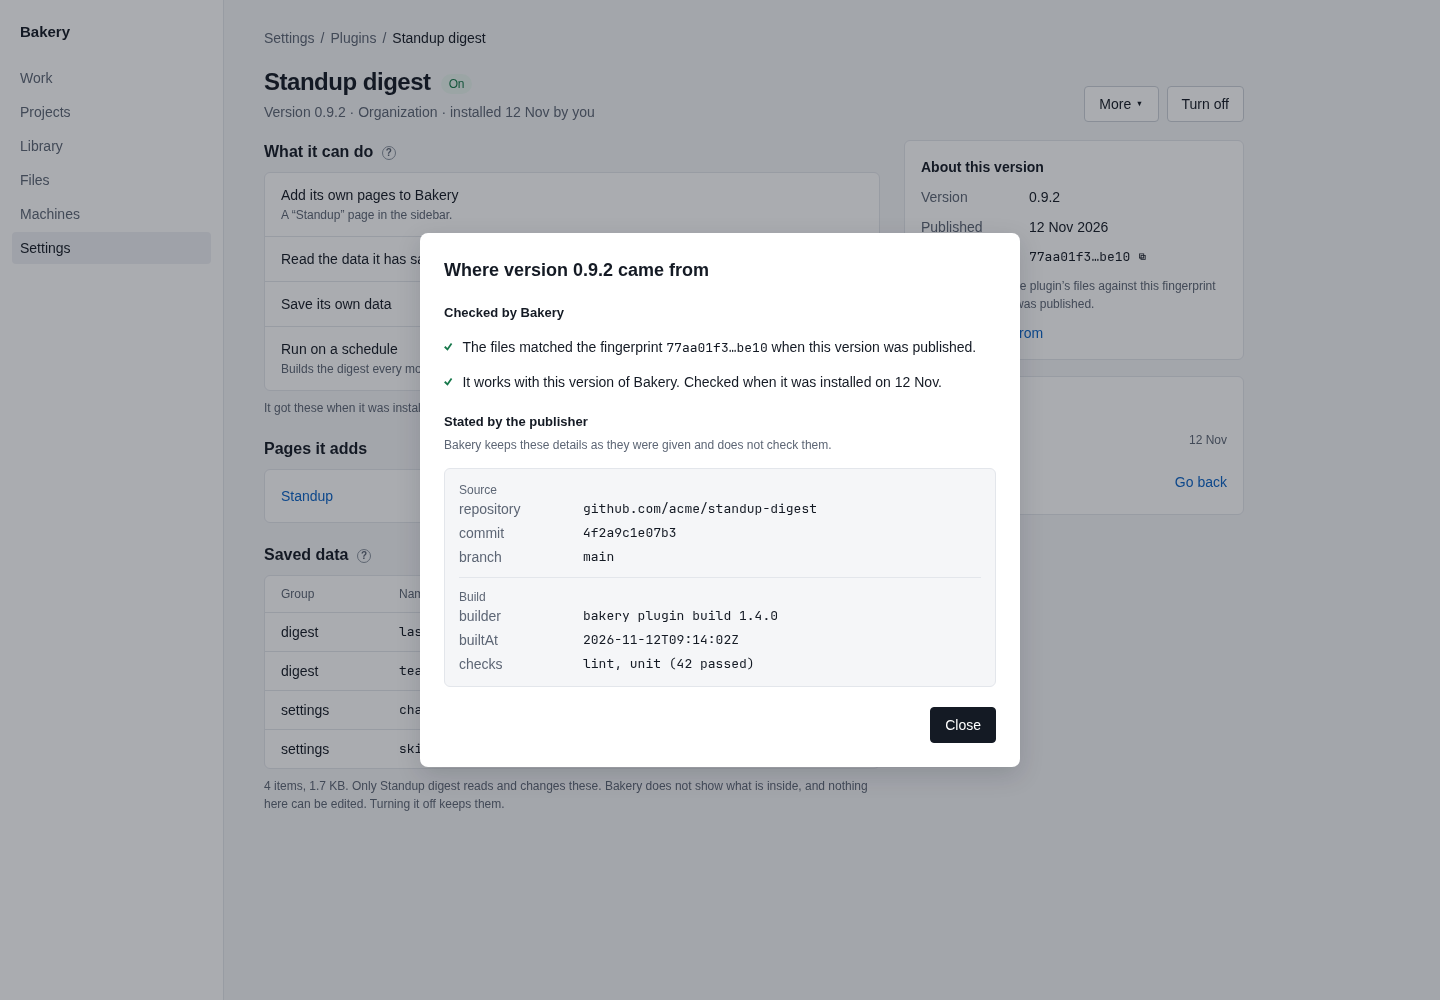 Bakery
Work
Projects
Library
Files
Machines
Settings
Settings / Plugins / Standup digest
Standup digest On
Version 0.9.2 · Organization · installed 12 Nov by you
More
Turn off
What it can do ?
Add its own pages to Bakery
A “Standup” page in the sidebar.
Read the data it has
Save its own data
Run on a schedule
Builds the digest every
It got these when it was
Pages it adds
Standup
Saved data ?
Group
digest
digest
settings
settings
4 items, 1.7 KB. Only Standup digest reads and changes these. Bakery does not show what is inside, and nothing
here can be edited. Turning it off keeps them.
About this version
Version 0.9.2
Published 12 Nov 2026
77aa01f3…be10
plugin’s files against this fingerprint
was published.
12 Nov
Go back
Where version 0.9.2 came from
Checked by Bakery
The files matched the fingerprint 77aa01f3…be10 when this version was published.
It works with this version of Bakery. Checked when it was installed on 12 Nov.
Stated by the publisher
Bakery keeps these details as they were given and does not check them.
Source
repository github.com/acme/standup-digest
commit 4f2a9c1e07b3
branch main
Build
builder bakery plugin build 1.4.0
builtAt 2026-11-12T09:14:02Z
checks lint, unit (42 passed)
Close